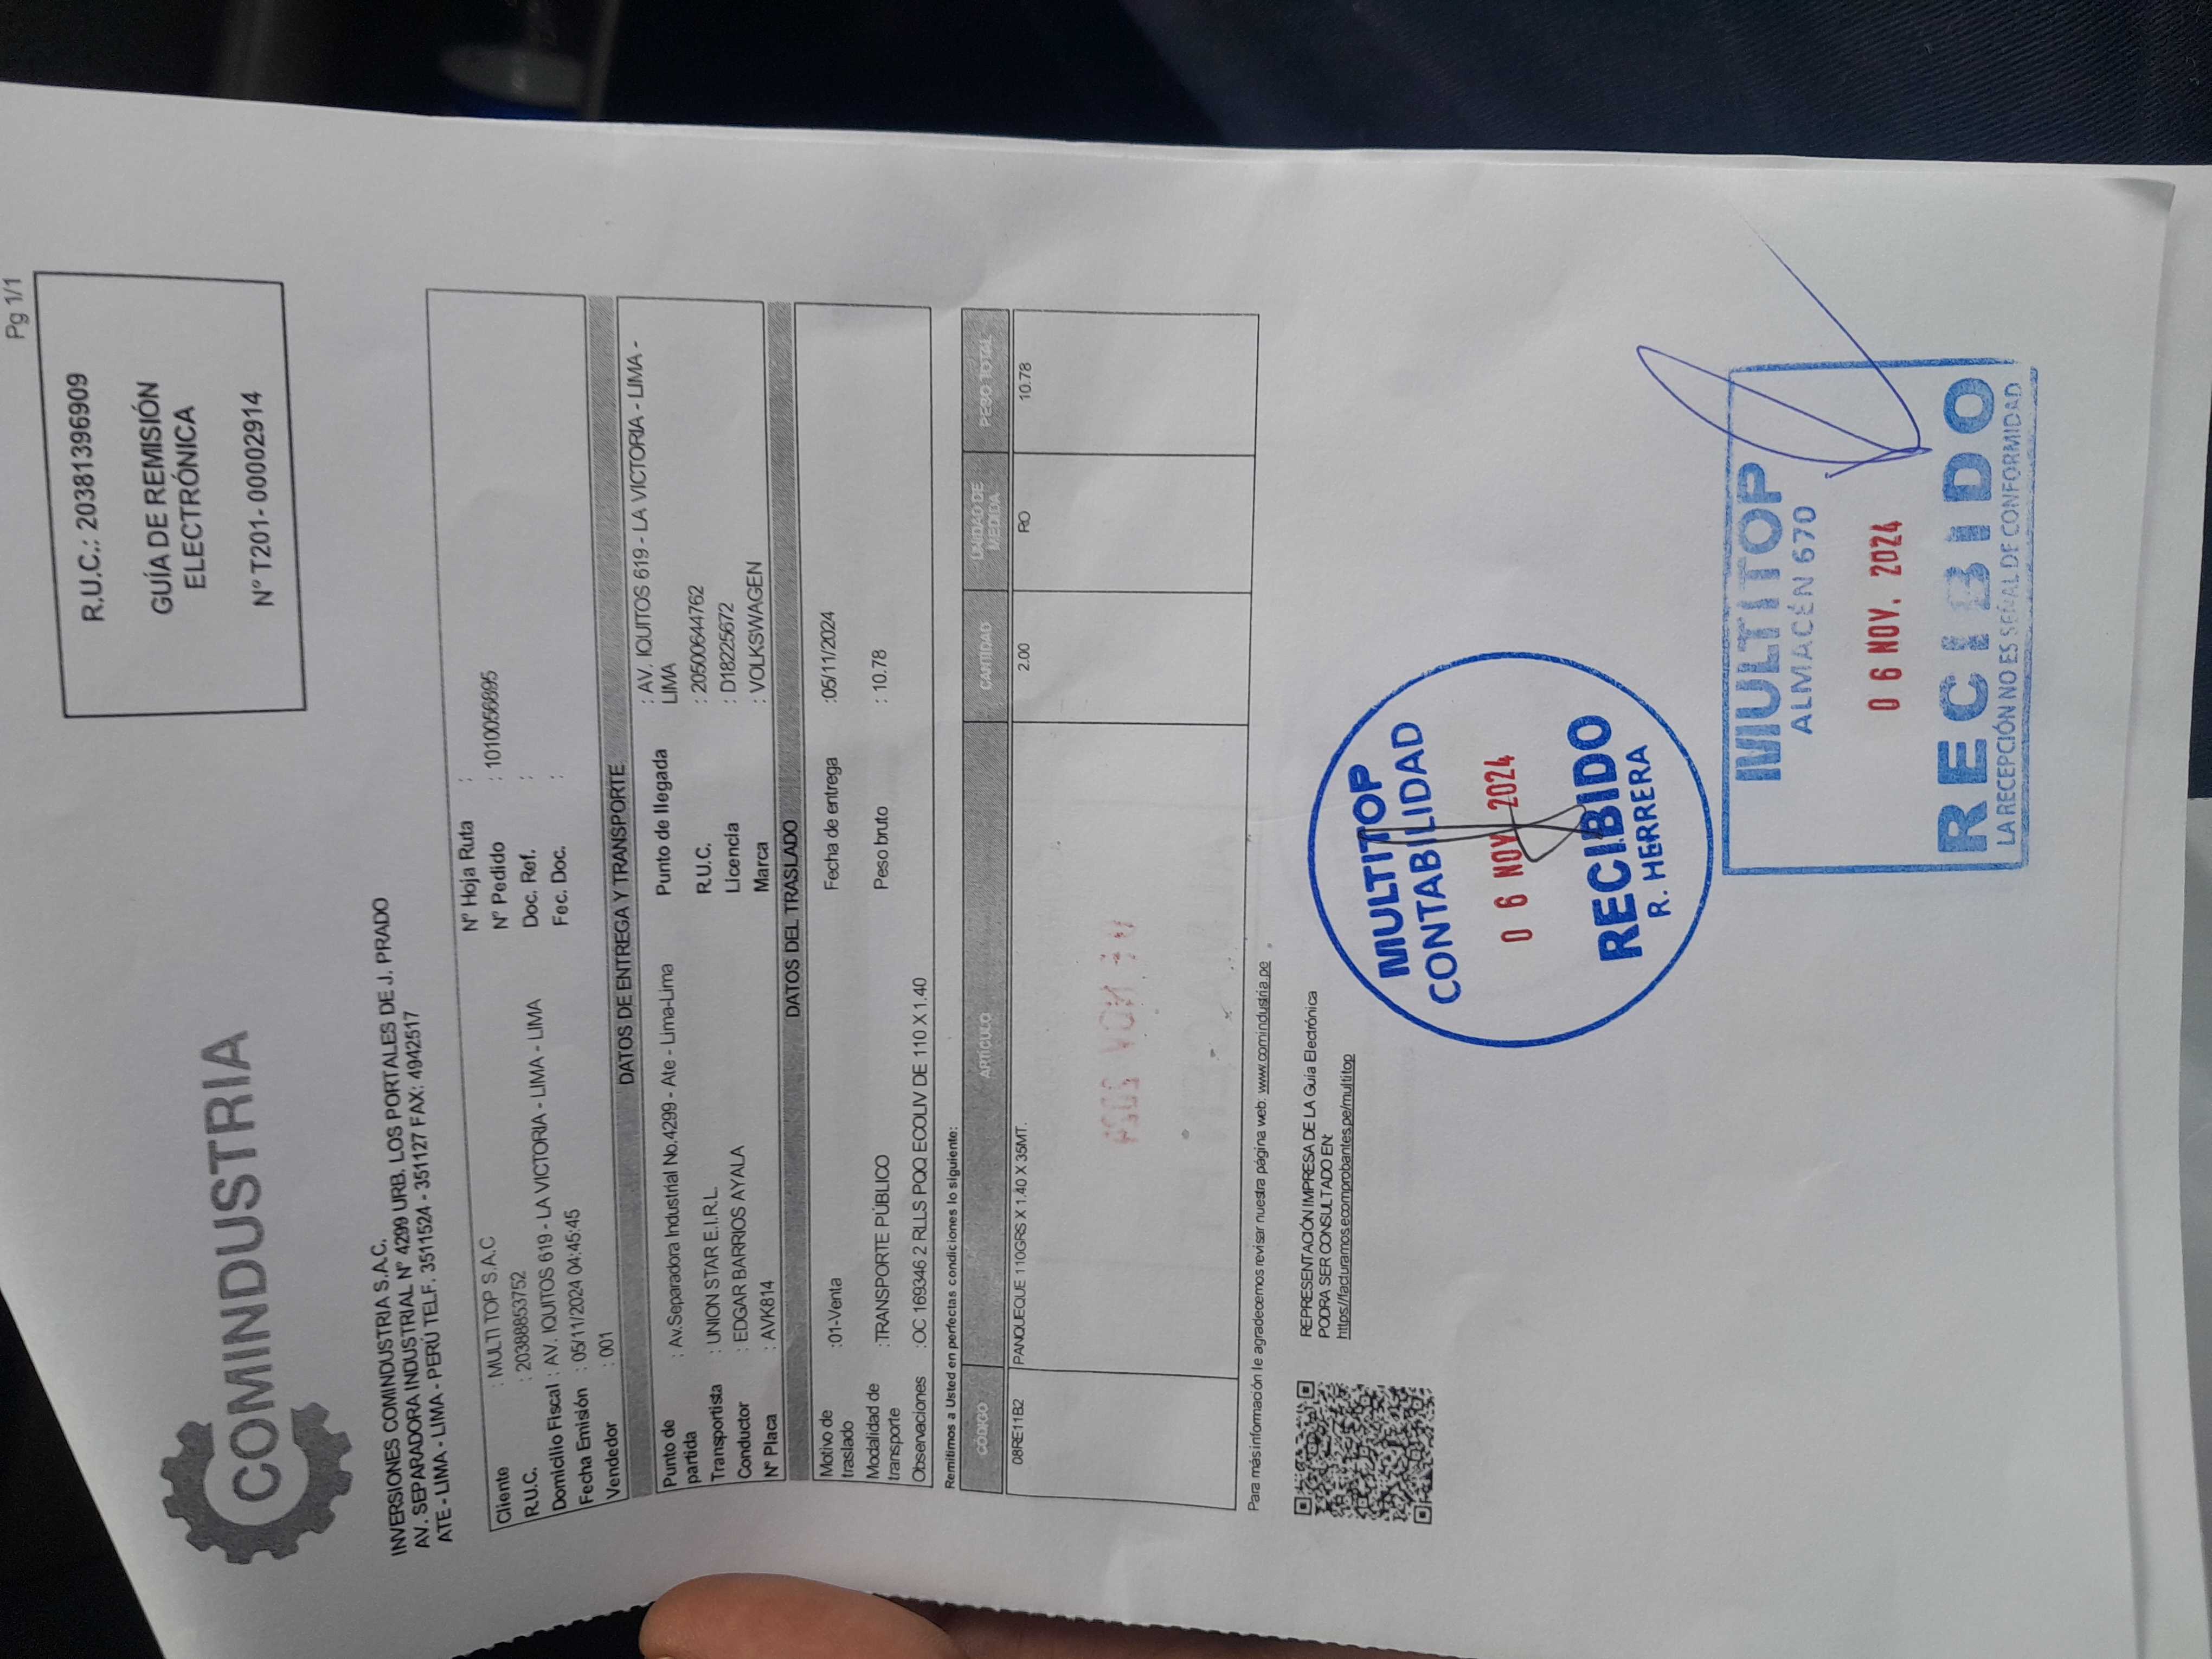 Pg 1/1
COMINDUSTRIA
R.U.C.: 20381396909
GUÍA DE REMISIÓN
ELECTRÓNICA
N° T201- 00002914
INVERSIONES COMINDUSTRIA S.A.C.
AV. SEPARADORA INDUSTRIAL N° 4299 URB. LOS PORTALES DE J. PRADO
ATE - LIMA - PERÚ TELF. 3511524 - 351127 FAX: 4942517
Cliente : MULTI TOP S.A.C
R.U.C. : 20388853752
Domicilio Fiscal : AV. IQUITOS 619 - LA VICTORIA - LIMA - LIMA
Fecha Emisión : 05/11/2024 04:45:45
Vendedor : 001
N° Hoja Ruta :
N° Pedido : 1010056895
Doc. Ref. :
Fec. Doc. :
DATOS DE ENTREGA Y TRANSPORTE
Punto de partida : Av.Separadora Industrial No.4299 - Ate - Lima-Lima
Transportista : UNION STAR E.I.R.L.
Conductor : EDGAR BARRIOS AYALA
N° Placa : AVK814
Punto de llegada : AV. IQUITOS 619 - LA VICTORIA - LIMA -
LIMA
R.U.C. : 20500644762
Licencia : D18225672
Marca : VOLKSWAGEN
DATOS DEL TRASLADO
Motivo de traslado :01-Venta
Fecha de entrega :05/11/2024
Modalidad de transporte :TRANSPORTE PÚBLICO
Peso bruto : 10.78
Observaciones :OC 169346 2 RLLS PQQ ECOLIV DE 110 X 1.40
Remitimos a Usted en perfectas condiciones lo siguiente:
CÓDIGO ARTÍCULO CANTIDAD UNIDAD DE MEDIDA PESO TOTAL
08RE11B2 PANQUEQUE 110GRS X 1.40 X 35MT. 2.00 RO 10.78
Para más información le agradecemos revisar nuestra página web: www.comindustria.pe
REPRESENTACIÓN IMPRESA DE LA Guia Electrónica
PODRA SER CONSULTADO EN:
https//facturamosecomprobantes.pe/multitop
MULTITOP
CONTABILIDAD
06 NOV 2024
RECIBIDO
R. HERRERA
MULTITOP
ALMACÉN 670
06 NOV. 2024
RECIBIDO
LA RECEPCIÓN NO ES SEÑAL DE CONFORMIDAD